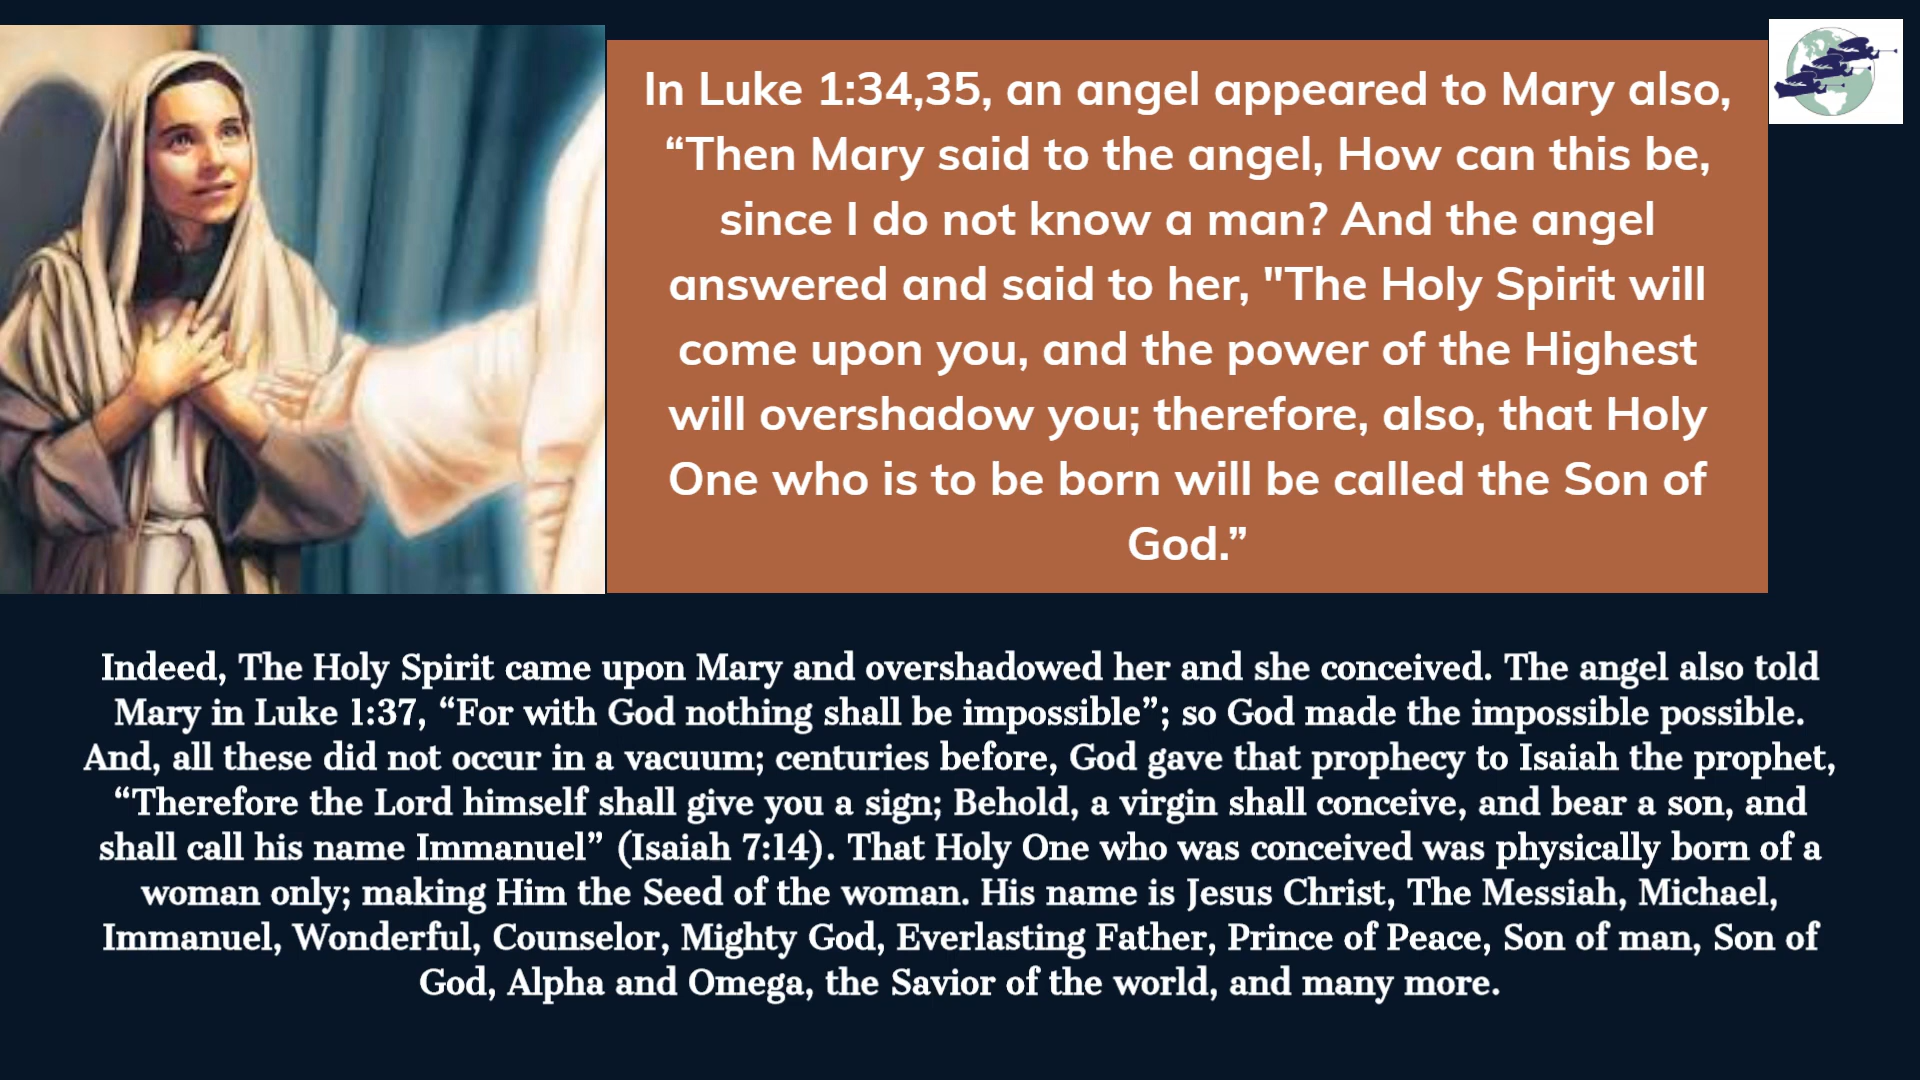 In Luke 1:34,35, an angel appeared to Mary also,
“Then Mary said to the angel, How can this be,
since I do not know a man? And the angel
answered and said to her, "The Holy Spirit will
come upon you, and the power of the Highest
will overshadow you; therefore, also, that Holy
One who is to be born will be called the Son of
God.”
Indeed, The Holy Spirit came upon Mary and overshadowed her and she conceived. The angel also told
Mary in Luke 1:37, “For with God nothing shall be impossible”; so God made the impossible possible.
And, all these did not occur in a vacuum; centuries before, God gave that prophecy to Isaiah the prophet,
“Therefore the Lord himself shall give you a sign; Behold, a virgin shall conceive, and bear a son, and
shall call his name Immanuel” (Isaiah 7:14). That Holy One who was conceived was physically born of a
woman only; making Him the Seed of the woman. His name is Jesus Christ, The Messiah, Michael,
Immanuel, Wonderful, Counselor, Mighty God, Everlasting Father, Prince of Peace, Son of man, Son of
God, Alpha and Omega, the Savior of the world, and many more.